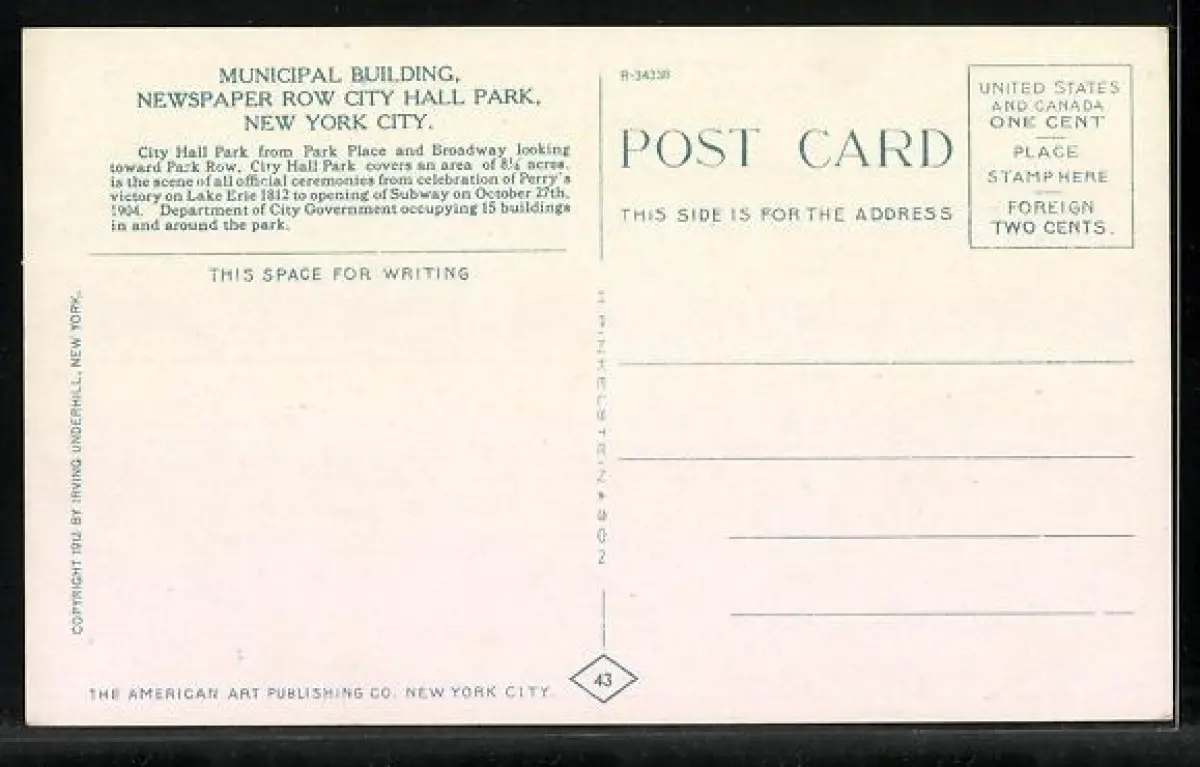 MUNICIPAL BUILDING,
NEWSPAPER ROW CITY HALL PARK,
NEW YORK CITY.
City Hall Park from Park Place and Broadway looking
toward Park Row. City Hall Park covers an area of 8¼ acres.
is the scene of all official ceremonies from celebration of Perry's
victory on Lake Erie 1812 to opening of Subway on October 27th.
1904. Department of City Government occupying 15 buildings
in and around the park.
THIS SPACE FOR WRITING
COPYRIGHT 1912 BY IRVING UNDERHILL, NEW YORK.
THE AMERICAN ART PUBLISHING CO. NEW YORK CITY.
43
POST CARD
THIS SIDE IS FOR THE ADDRESS
UNITED STATES
AND CANADA
ONE CENT
PLACE
STAMP HERE
FOREIGN
TWO CENTS.